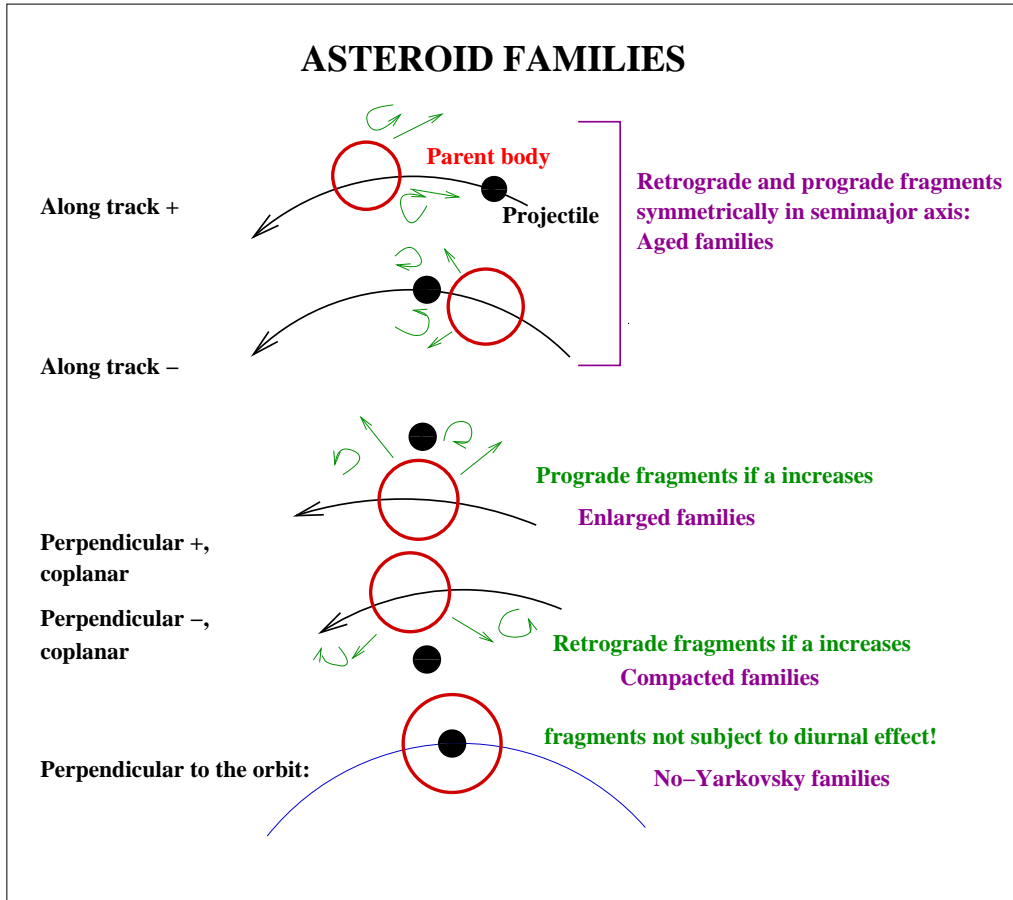 ASTEROID FAMILIES
Parent body
Projectile
Along track +
Retrograde and prograde fragments
symmetrically in semimajor axis:
Aged families
Along track −
Prograde fragments if a increases
Enlarged families
Perpendicular +,
coplanar
Perpendicular −,
coplanar
Retrograde fragments if a increases
Compacted families
fragments not subject to diurnal effect!
Perpendicular to the orbit:
No−Yarkovsky families